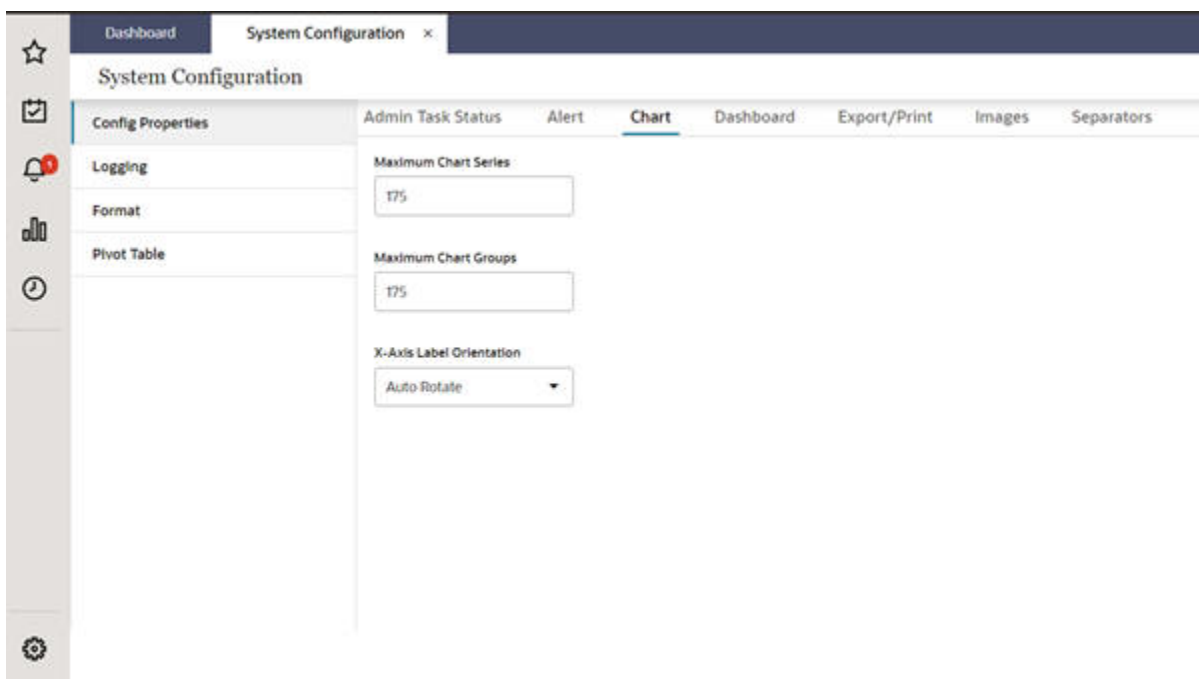 Dashboard System Configuration ×
System Configuration
Config Properties
Logging
Format
Pivot Table
Admin Task Status Alert Chart Dashboard Export/Print Images Separators
Maximum Chart Series
175
Maximum Chart Groups
175
X-Axis Label Orientation
Auto Rotate